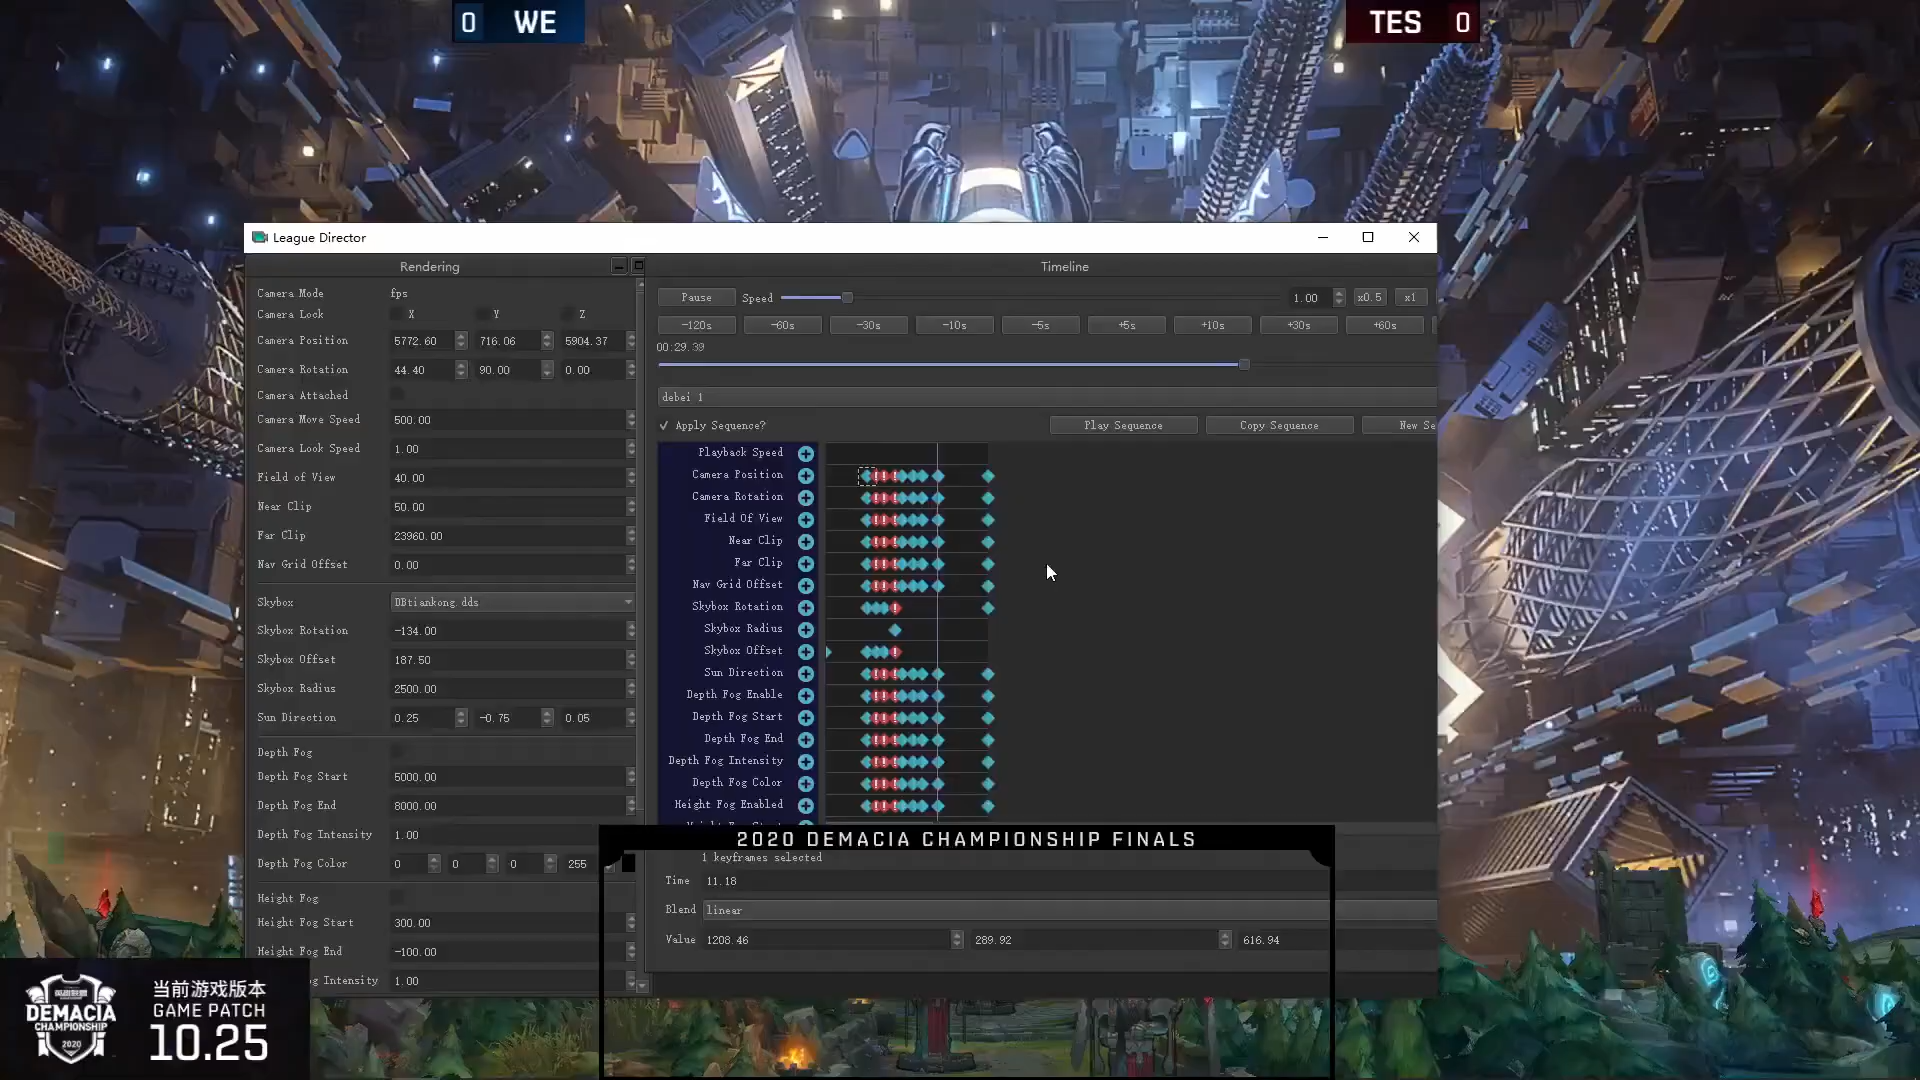 0 WE
TES 0
League Director
Rendering
Timeline
Camera Mode fps
Camera Lock X Y Z
Camera Position 5772.60 716.06 5904.37
Camera Rotation 44.40 90.00 0.00
Camera Attached
Camera Move Speed 500.00
Camera Look Speed 1.00
Field of View 40.00
Near Clip 50.00
Far Clip 23960.00
Nav Grid Offset 0.00
Skybox DBtiankong.dds
Skybox Rotation -134.00
Skybox Offset 187.50
Skybox Radius 2500.00
Sun Direction 0.25 -0.75 0.05
Depth Fog
Depth Fog Start 5000.00
Depth Fog End 8000.00
Depth Fog Intensity 1.00
Depth Fog Color 0 0 0 255
Height Fog
Height Fog Start 300.00
Height Fog End -100.00
og Intensity 1.00
Pause Speed 1.00 x0.5 x1
-120s -60s -30s -10s -5s +5s +10s +30s +60s
00:29.39
debei 1
Apply Sequence? Play Sequence Copy Sequence New Se
Playback Speed
Camera Position
Camera Rotation
Field Of View
Near Clip
Far Clip
Nav Grid Offset
Skybox Rotation
Skybox Radius
Skybox Offset
Sun Direction
Depth Fog Enable
Depth Fog Start
Depth Fog End
Depth Fog Intensity
Depth Fog Color
Height Fog Enabled
2020 DEMACIA CHAMPIONSHIP FINALS
1 keyframes selected
Time 11.18
Blend linear
Value 1208.46 289.92 616.94
英雄联盟
DEMACIA
CHAMPIONSHIP
2020
当前游戏版本
GAME PATCH
10.25